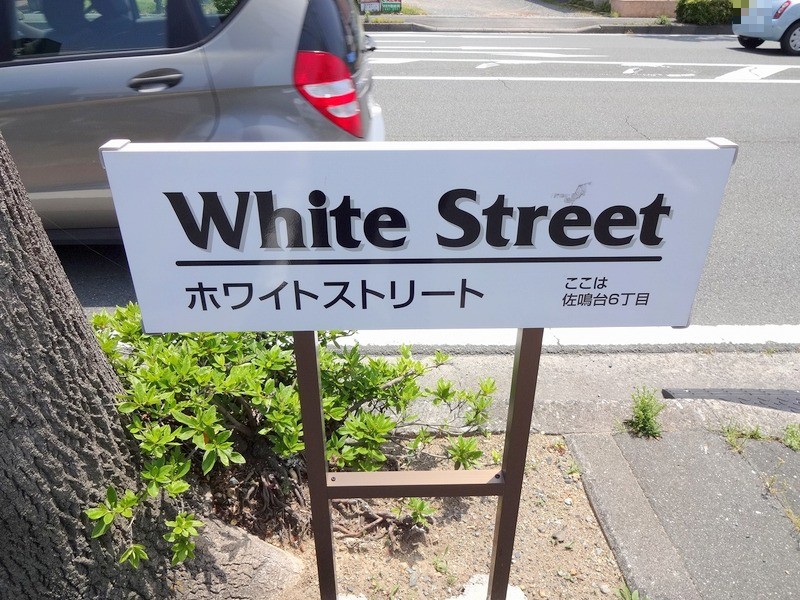 White Street
ホワイトストリート
ここは
佐鳴台6丁目